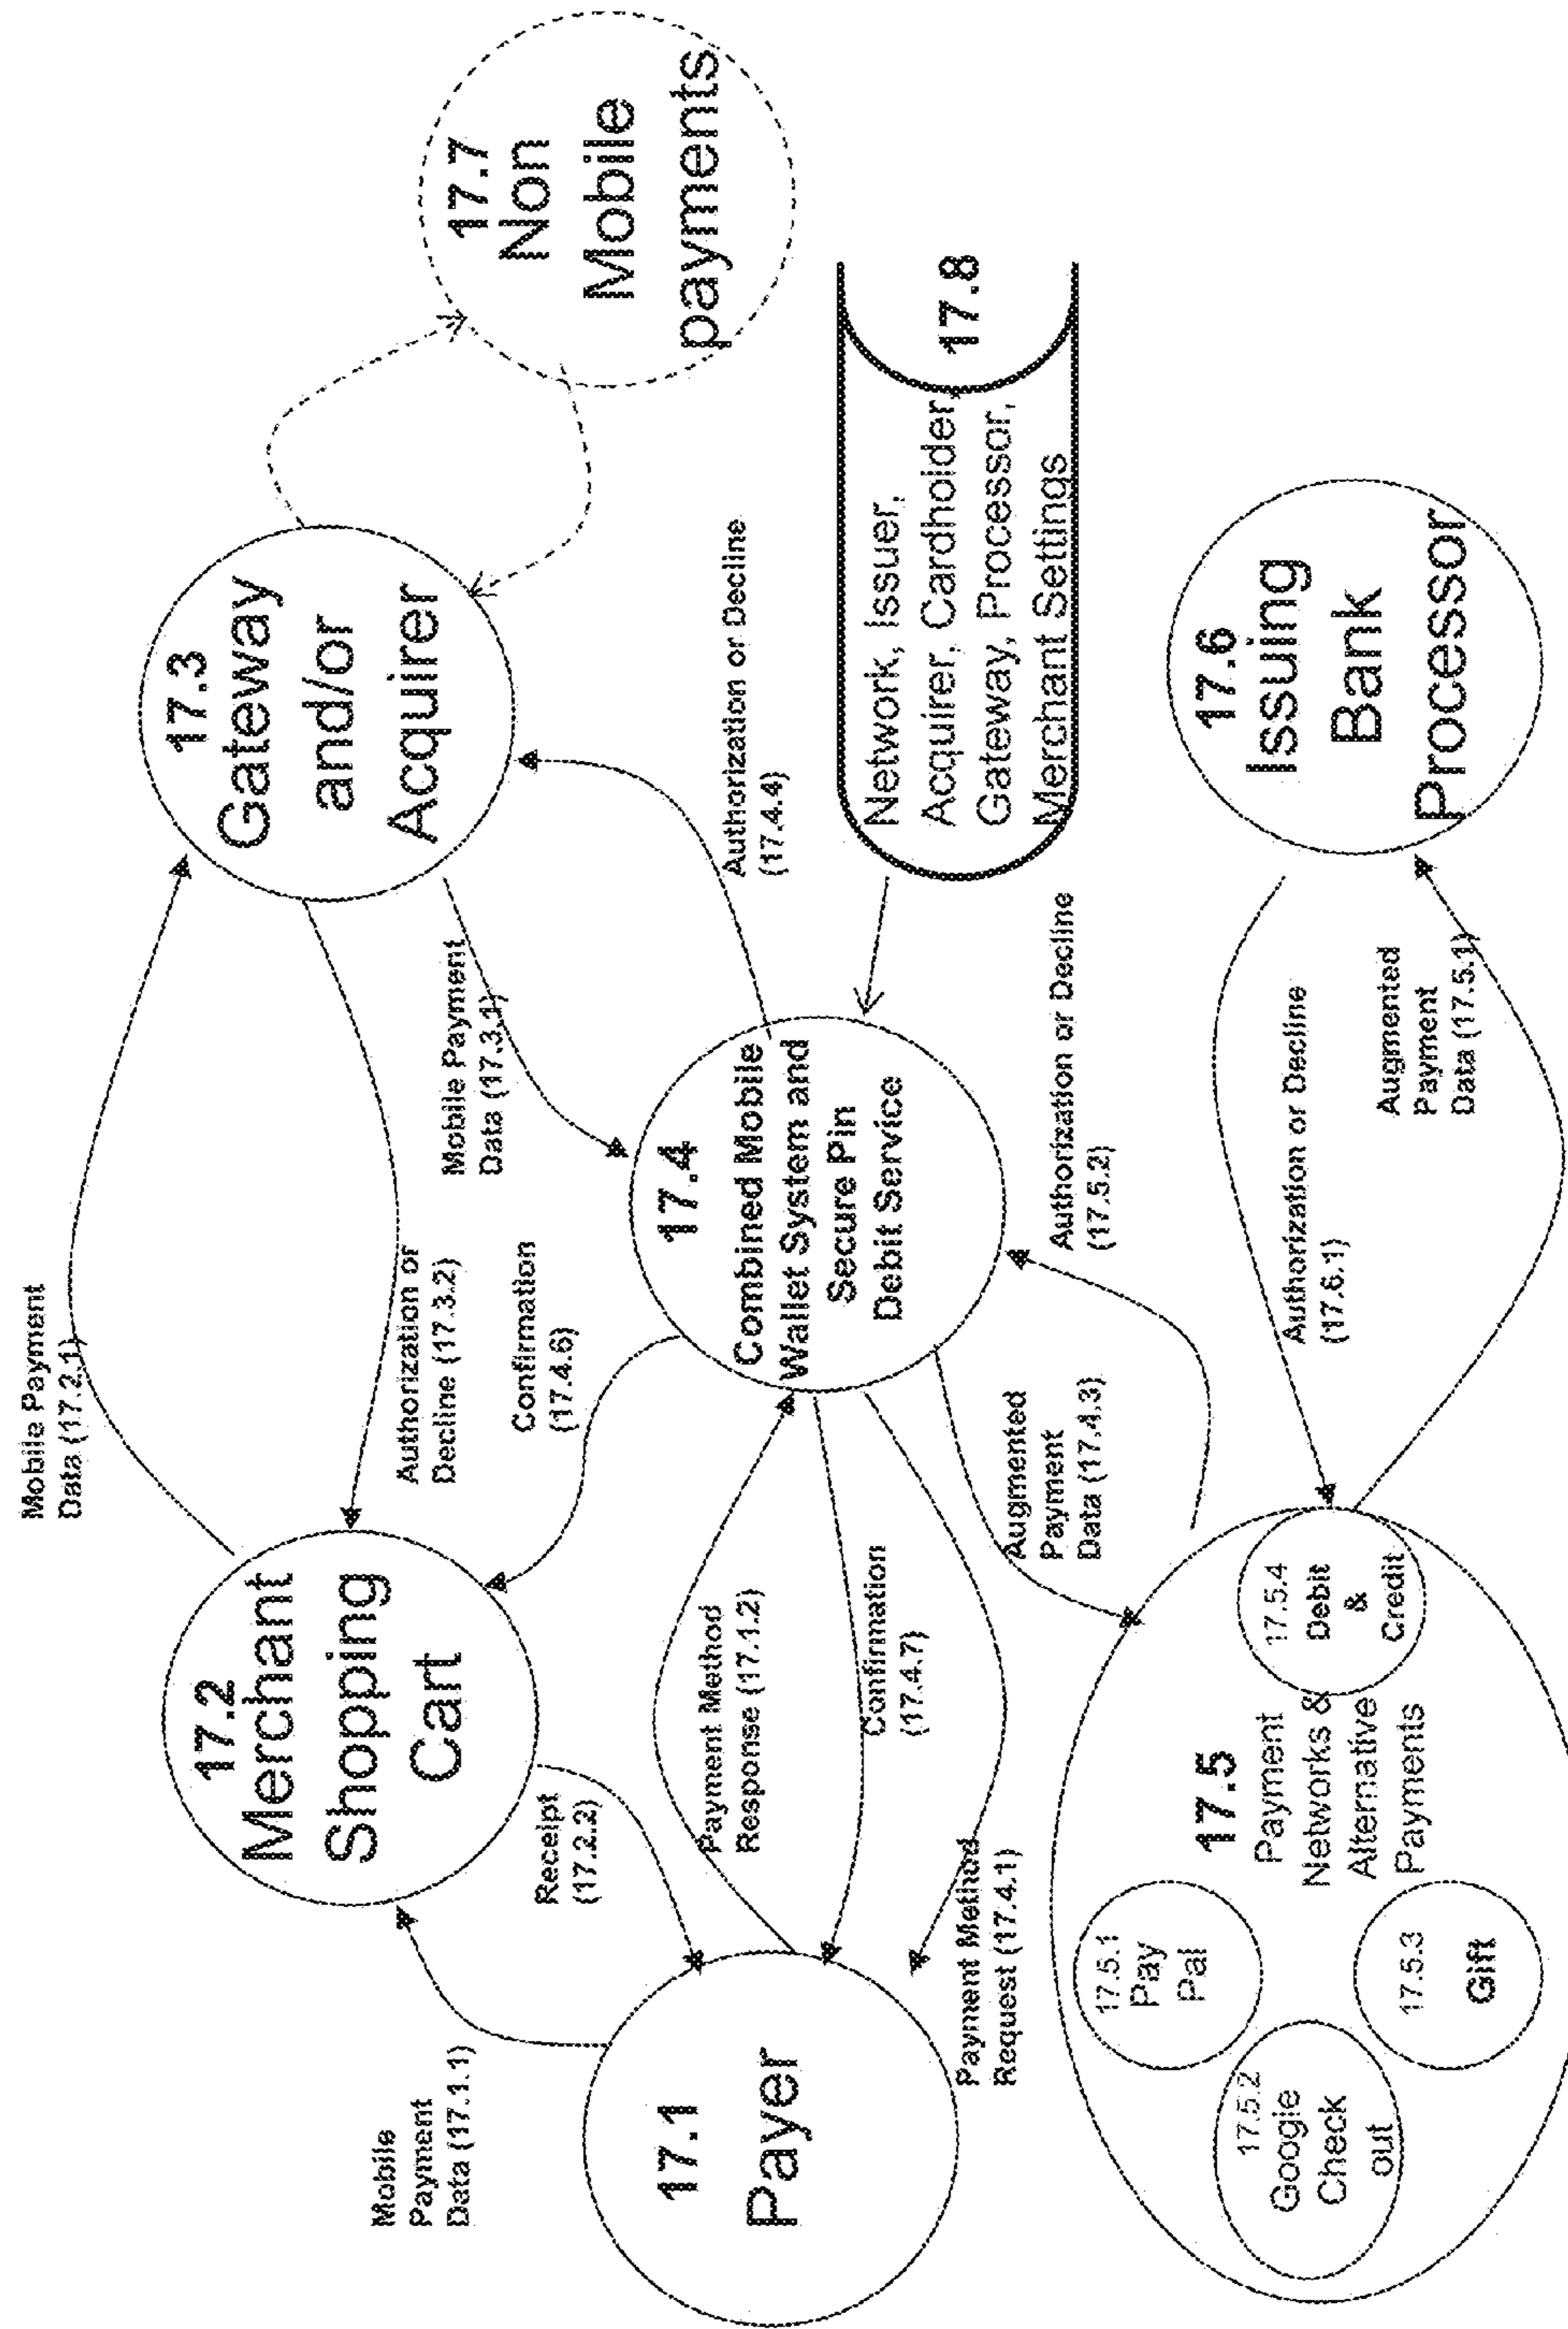 Mobile Payment
Data (17.2.1)
17.2
Merchant
Shopping
Cart
17.3
Gateway
and/or
Acquirer
Authorization or
Decline (17.3.2)
Mobile
Payment
Data (17.1.1)
Receipt
(17.2.2)
Confirmation
(17.4.6)
Mobile Payment
Data (17.3.1)
17.7
Non
Mobile
payments
17.1
Payer
Payment Method
Response (17.1.2)
17.4
Combined Mobile
Wallet System and
Secure Pin
Debit Service
Authorization or Decline
(17.4.4)
Confirmation
(17.4.7)
Payment Method
Request (17.4.1)
Network, Issuer,
Acquirer, Cardholder,
Gateway, Processor,
Merchant Settings
17.8
Augmented
Payment
Data (17.4.3)
Authorization or Decline
(17.5.2)
17.5.1
Pay
Pal
17.5.2
Google
Check
out
17.5.3
Gift
17.5
Payment
Networks &
Alternative
Payments
17.5.4
Debit
&
Credit
Authorization or Decline
(17.6.1)
Augmented
Payment
Data (17.5.1)
17.6
Issuing
Bank
Processor